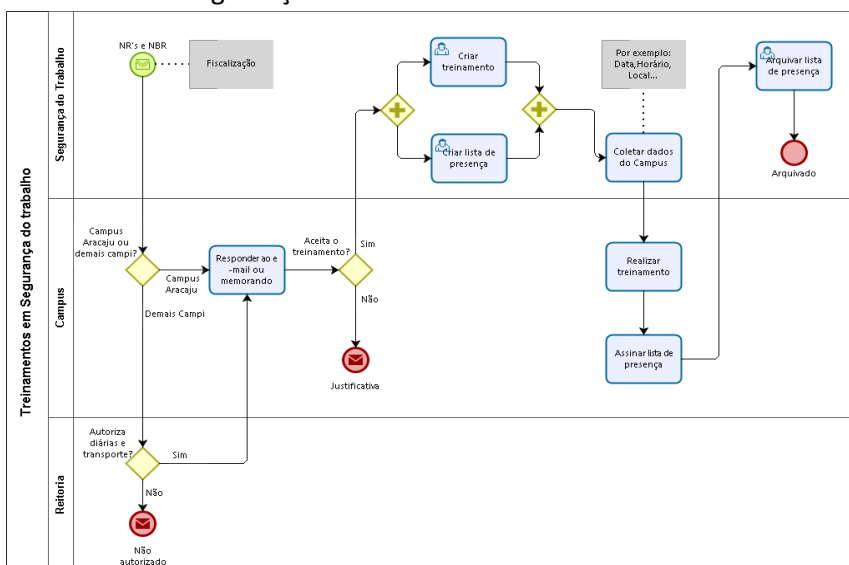 Treinamentos em Segurança do trabalho
Segurança do Trabalho
NR's e NBR
Fiscalização
Criar
treinamento
Criar lista de
presença
Por exemplo:
Data,Horário,
Local...
Coletar dados
do Campus
Arquivar lista
de presença
Arquivado
Campus
Campus
Aracaju ou
demais campi?
Campus
Aracaju
Demais Campi
Responder ao e
-mail ou
memorando
Aceita o
treinamento?
Sim
Não
Justificativa
Realizar
treinamento
Assinar lista de
presença
Reitoria
Autoriza
diárias e
transporte?
Sim
Não
Não
autorizado